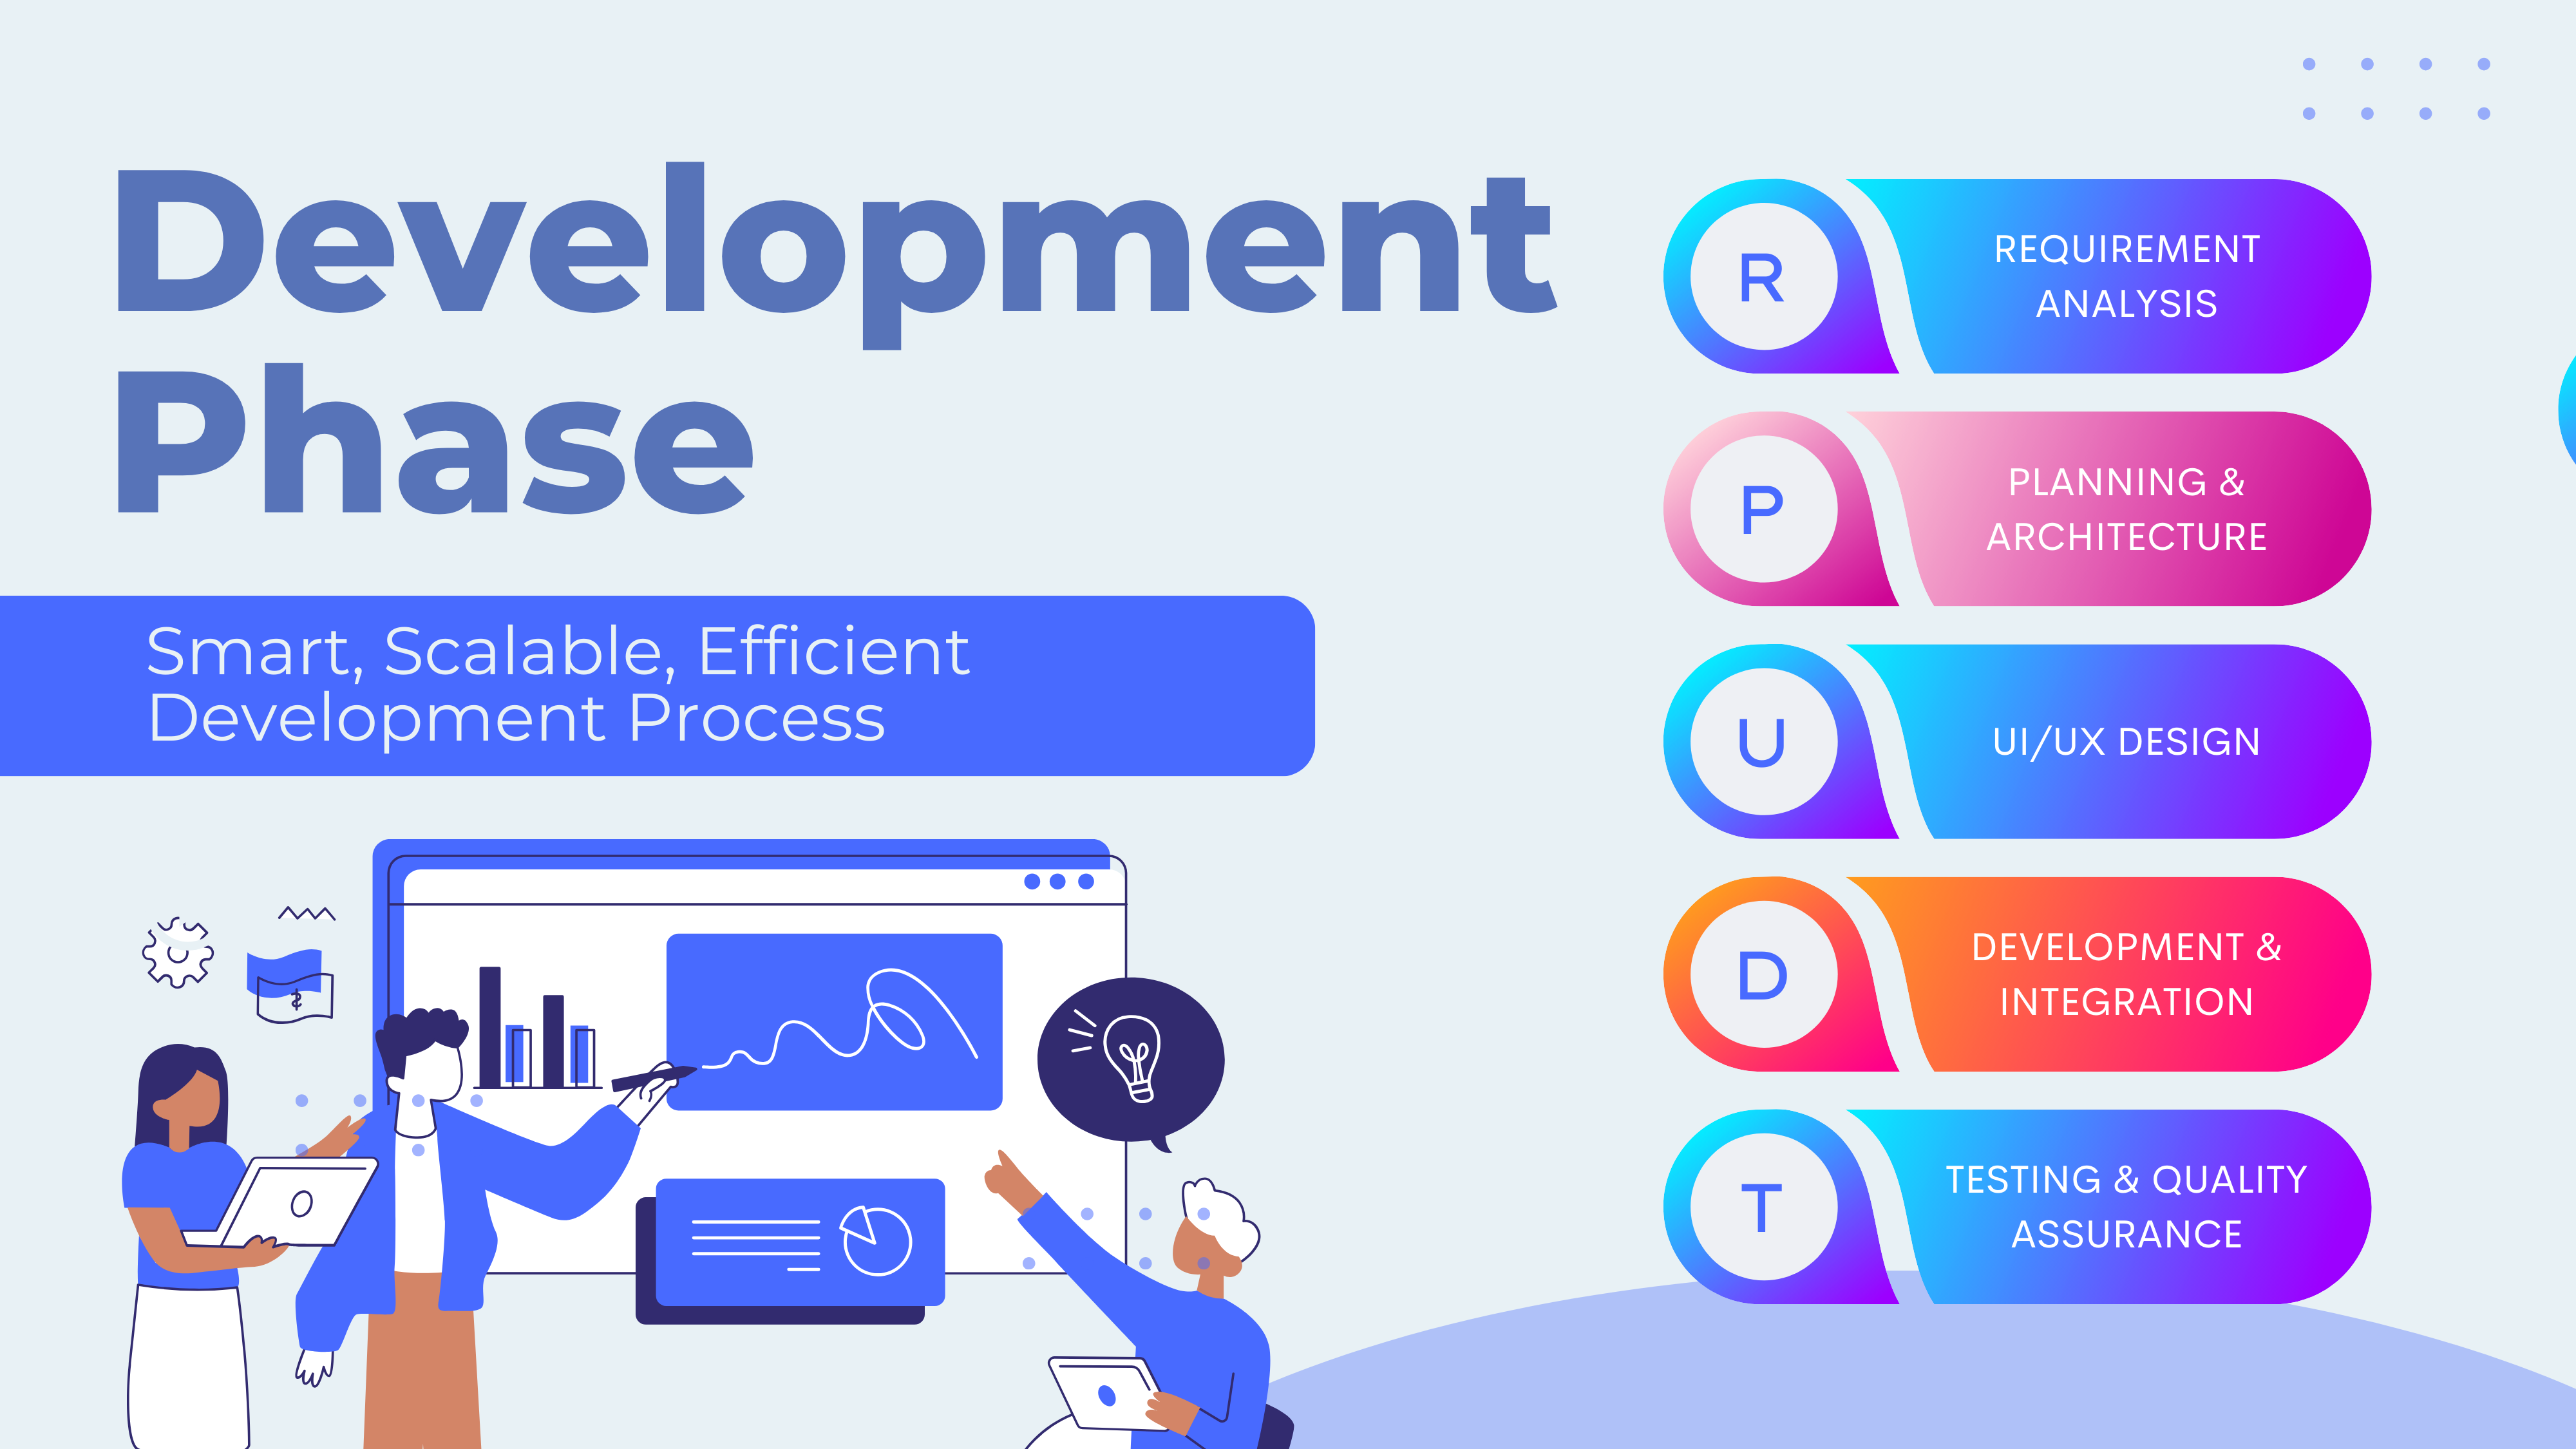 Development
Phase
Smart, Scalable, Efficient
Development Process
$
R
REQUIREMENT
ANALYSIS
P
PLANNING &
ARCHITECTURE
U
UI/UX DESIGN
D
DEVELOPMENT &
INTEGRATION
T
TESTING & QUALITY
ASSURANCE